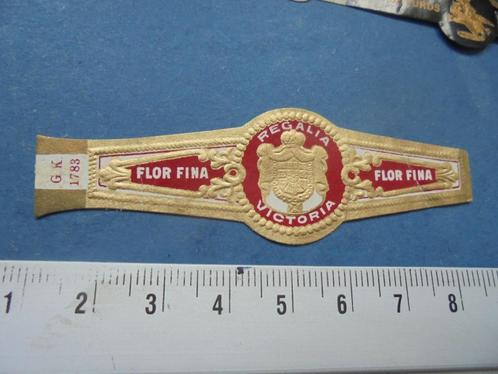 G.K.
1783
FLOR FINA
REGALIA
VICTORIA
FLOR FINA
1 2 3 4 5 6 7 8